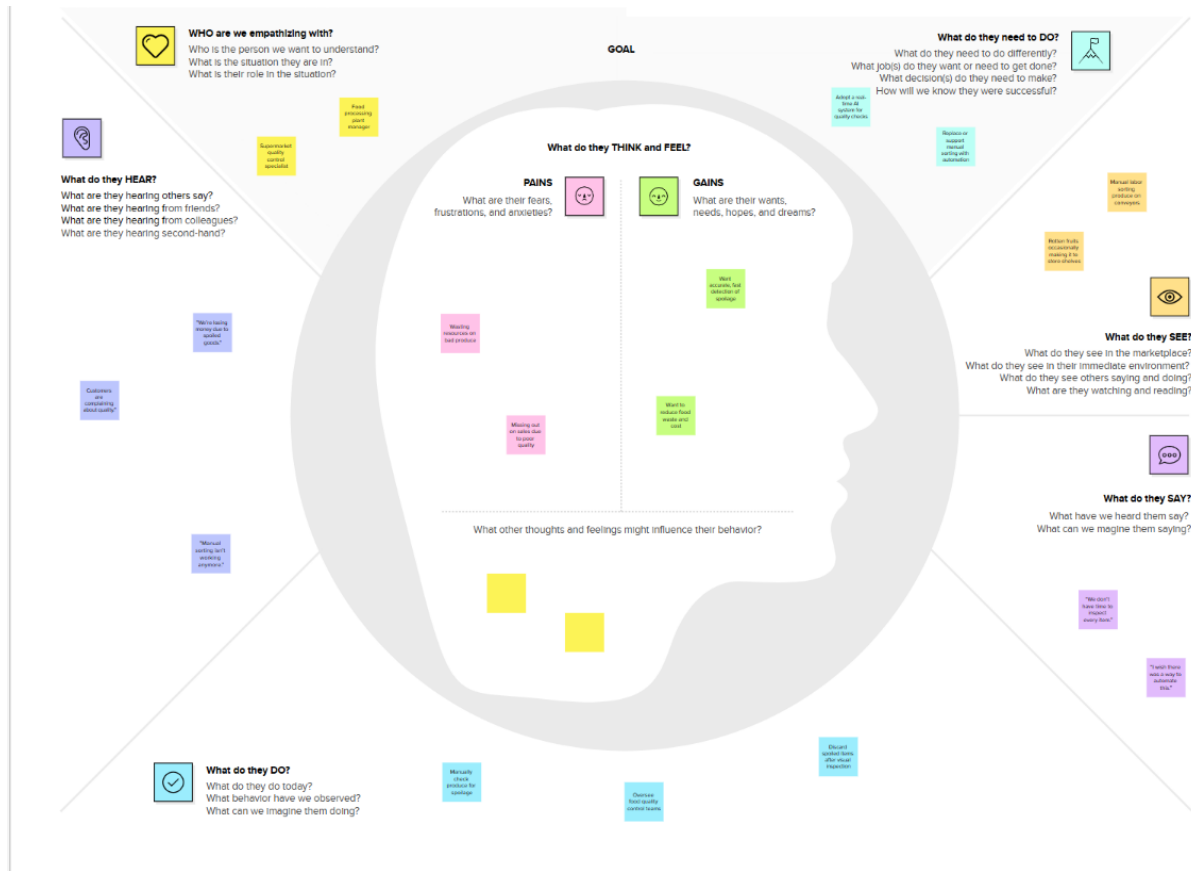 WHO are we empathizing with?
Who is the person we want to understand?
What is the situation they are in?
What is their role in the situation?
Food
processing
plant
manager
Supermarket
quality
control
specialist
GOAL
What do they need to DO?
What do they need to do differently?
What job(s) do they want or need to get done?
What decision(s) do they need to make?
How will we know they were successful?
Adopt a real-
time AI
system for
quality checks
Replace or
support
manual
sorting with
automation
What do they HEAR?
What are they hearing others say?
What are they hearing from friends?
What are they hearing from colleagues?
What are they hearing second-hand?
"We're losing
money due to
spoiled
goods."
Customers
are
complaining
about quality"
"Manual
sorting isn't
working
anymore."
What do they THINK and FEEL?
PAINS
What are their fears,
frustrations, and anxieties?
Wasting
resources on
bad produce
Missing out
on sales due
to poor
quality
GAINS
What are their wants,
needs, hopes, and dreams?
Want
accurate, fast
detection of
spoilage
Want to
reduce food
waste and
cost
What other thoughts and feelings might influence their behavior?
Manual labor
sorting
produce on
conveyors
Rotten fruits
occasionally
making it to
store shelves
What do they SEE?
What do they see in the marketplace?
What do they see in their immediate environment?
What do they see others saying and doing?
What are they watching and reading?
What do they SAY?
What have we heard them say?
What can we magine them saying?
"We don't
have time to
inspect
every item."
"I wish there
was a way to
automate
this."
What do they DO?
What do they do today?
What behavior have we observed?
What can we imagine them doing?
Manually
check
produce for
spoilage
Oversee
food quality
control teams
Discard
spoiled items
after visual
inspection